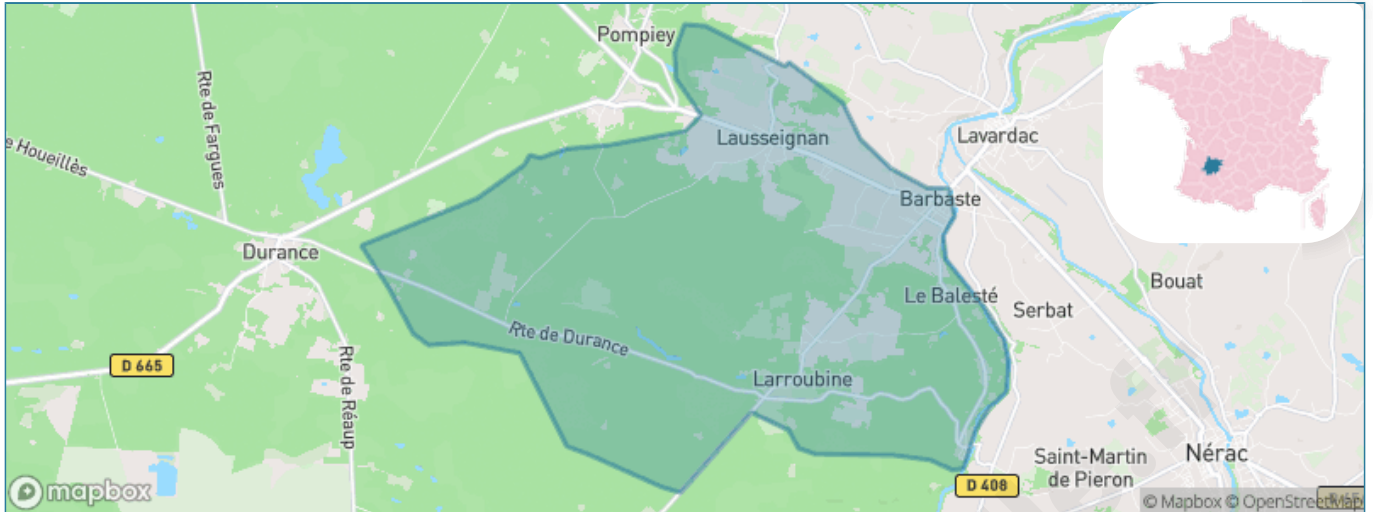 Pompiey
Rte de Fargues
Lausseignan
Lavardac
e Houeillès
Barbaste
Durance
Bouat
Le Balesté
Serbat
Rte de Durance
D 665
Rte de Réaup
Larroubine
Nérac
Saint-Martin
de Pieron
D 408
mapbox
© Mapbox © OpenStreetMap